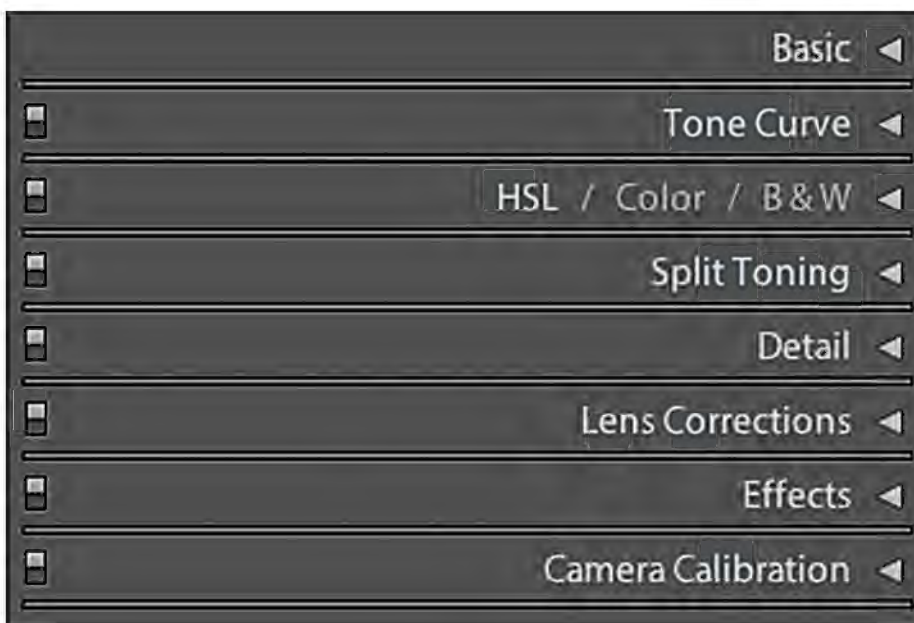 Basic
Tone Curve
HSL / Color / B & W
Split Toning
Detail
Lens Corrections
Effects
Camera Calibration